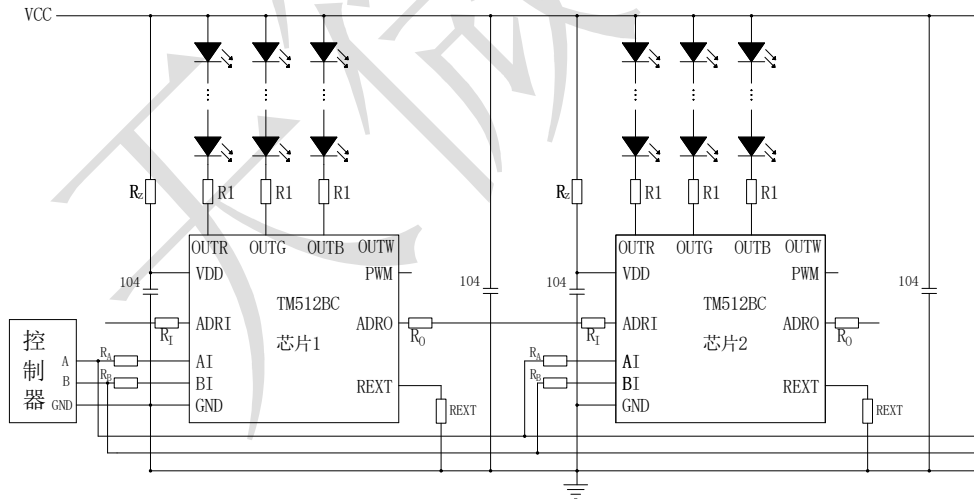 VCC
R1 R1 R1
R1 R1 R1
Rz
Rz
OUTR OUTG OUTB OUTW
OUTR OUTG OUTB OUTW
VDD PWM
VDD PWM
104
104
104
104
TM512BC
TM512BC
ADRI ADRO
ADRI ADRO
RI
RO
RI
RO
芯片1
芯片2
控制器
A
B
GND
RA
RB
RA
RB
AI
BI
GND
REXT
REXT
AI
BI
GND
REXT
REXT
天微